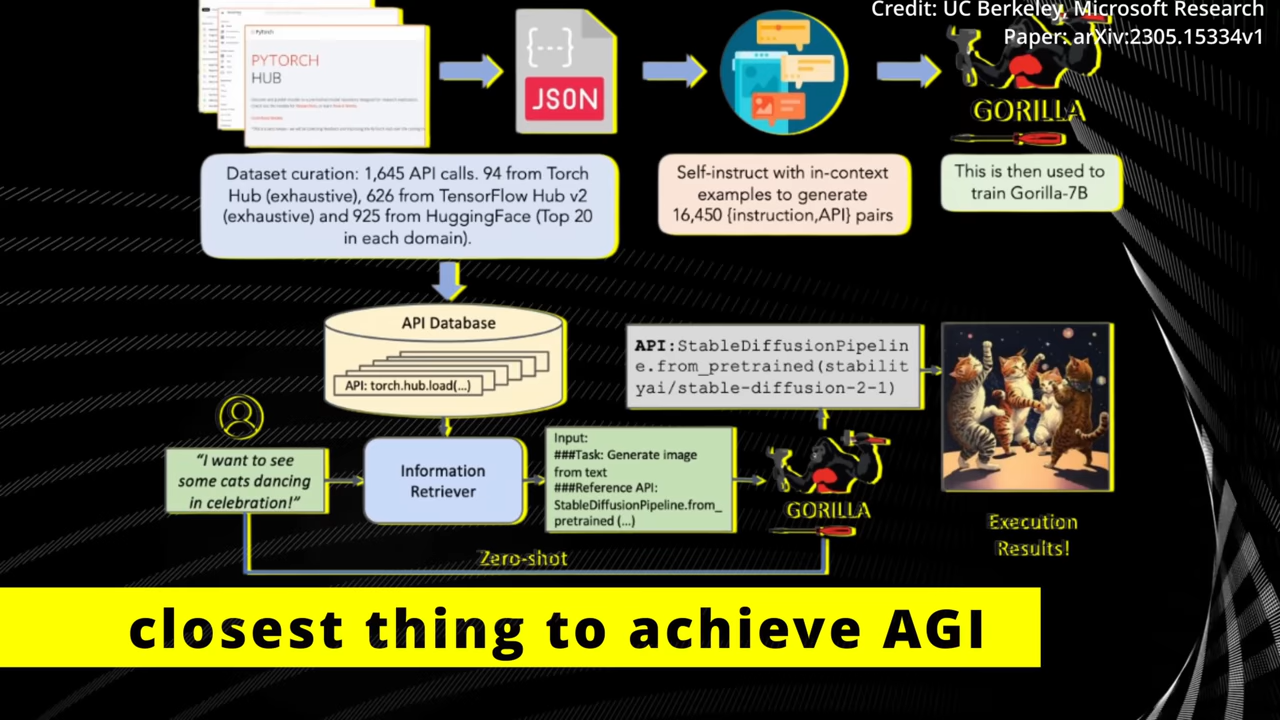 Credit: UC Berkeley, Microsoft Research
Paper: arXiv:2305.15334v1
PYTORCH
HUB
JSON
GORILLA
Dataset curation: 1,645 API calls. 94 from Torch
Hub (exhaustive), 626 from TensorFlow Hub v2
(exhaustive) and 925 from HuggingFace (Top 20
in each domain).
Self-instruct with in-context
examples to generate
16,450 {instruction,API} pairs
This is then used to
train Gorilla-7B
API Database
API: torch.hub.load(...)
API:StableDiffusionPipelin
e.from_pretrained(stabilit
yai/stable-diffusion-2-1)
“I want to see
some cats dancing
in celebration!”
Information
Retriever
Input:
###Task: Generate image
from text
###Reference API:
StableDiffusionPipeline.from_
pretrained (...)
GORILLA
Execution
Results!
Zero-shot
closest thing to achieve AGI